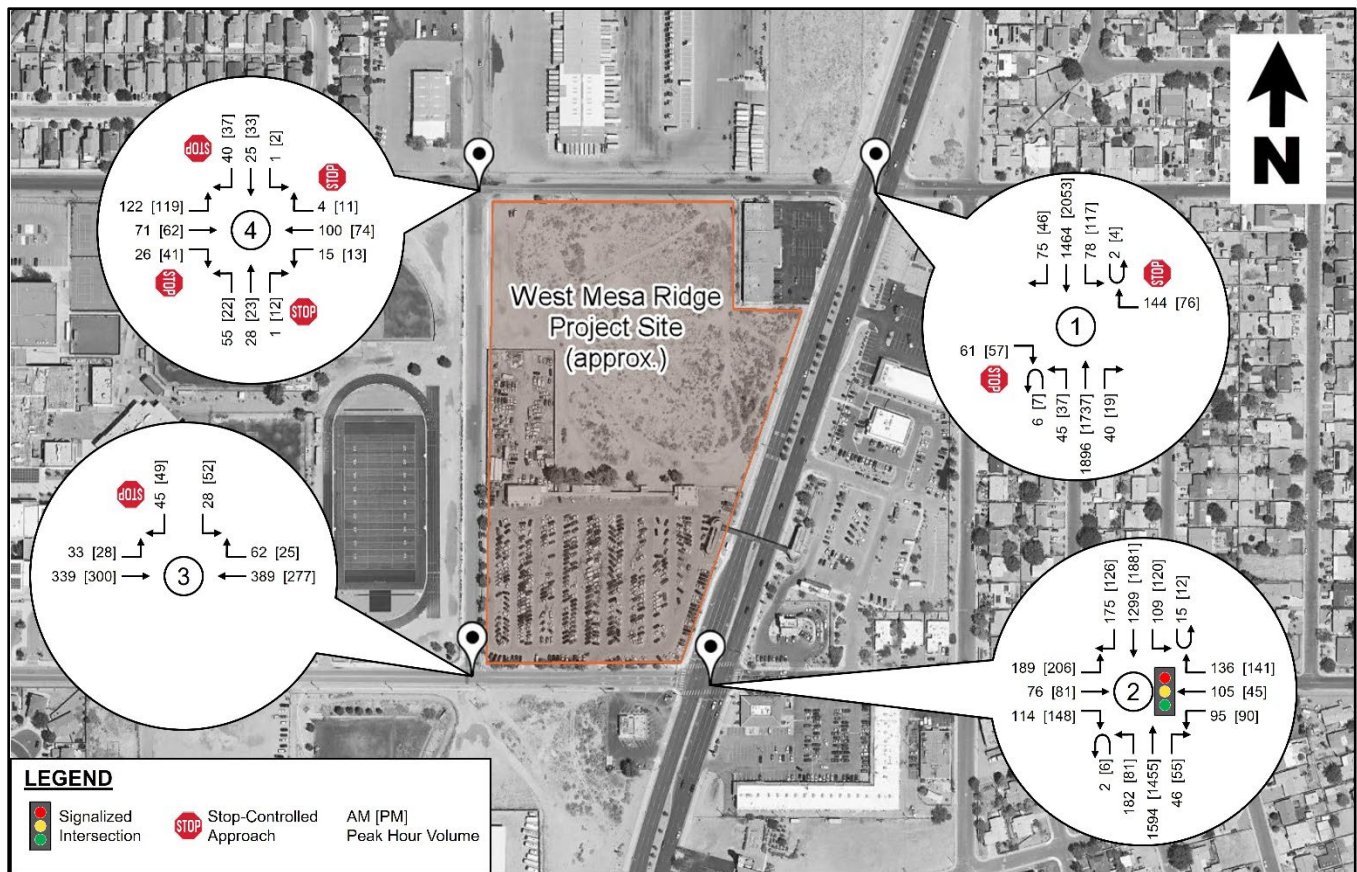 N
STOP
40 [37]
25 [33]
1 [2]
STOP
122 [119]
71 [62]
26 [41]
4
4 [11]
100 [74]
15 [13]
STOP
55 [22]
28 [23]
1 [12]
STOP
West Mesa Ridge
Project Site
(approx.)
75 [46]
1464 [2053]
78 [117]
2 [4]
STOP
144 [76]
1
61 [57]
STOP
6 [7]
45 [37]
1896 [1737]
40 [19]
STOP
45 [49]
28 [52]
33 [28]
339 [300]
3
62 [25]
389 [277]
175 [126]
1299 [1881]
109 [120]
15 [12]
189 [206]
76 [81]
114 [148]
2
136 [141]
105 [45]
95 [90]
2 [6]
182 [81]
1594 [1455]
46 [55]
LEGEND
Signalized
Intersection
STOP
Stop-Controlled
Approach
AM [PM]
Peak Hour Volume